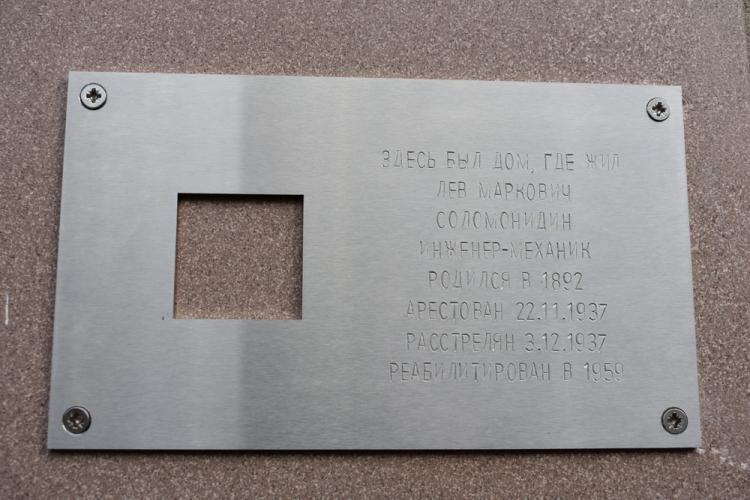 ЗДЕСЬ БЫЛ ДОМ, ГДЕ ЖИЛ
ЛЕВ МАРКОВИЧ
СОЛОМОНИДИН
ИНЖЕНЕР-МЕХАНИК
РОДИЛСЯ В 1892
АРЕСТОВАН 22.11.1937
РАССТРЕЛЯН 3.12.1937
РЕАБИЛИТИРОВАН В 1959